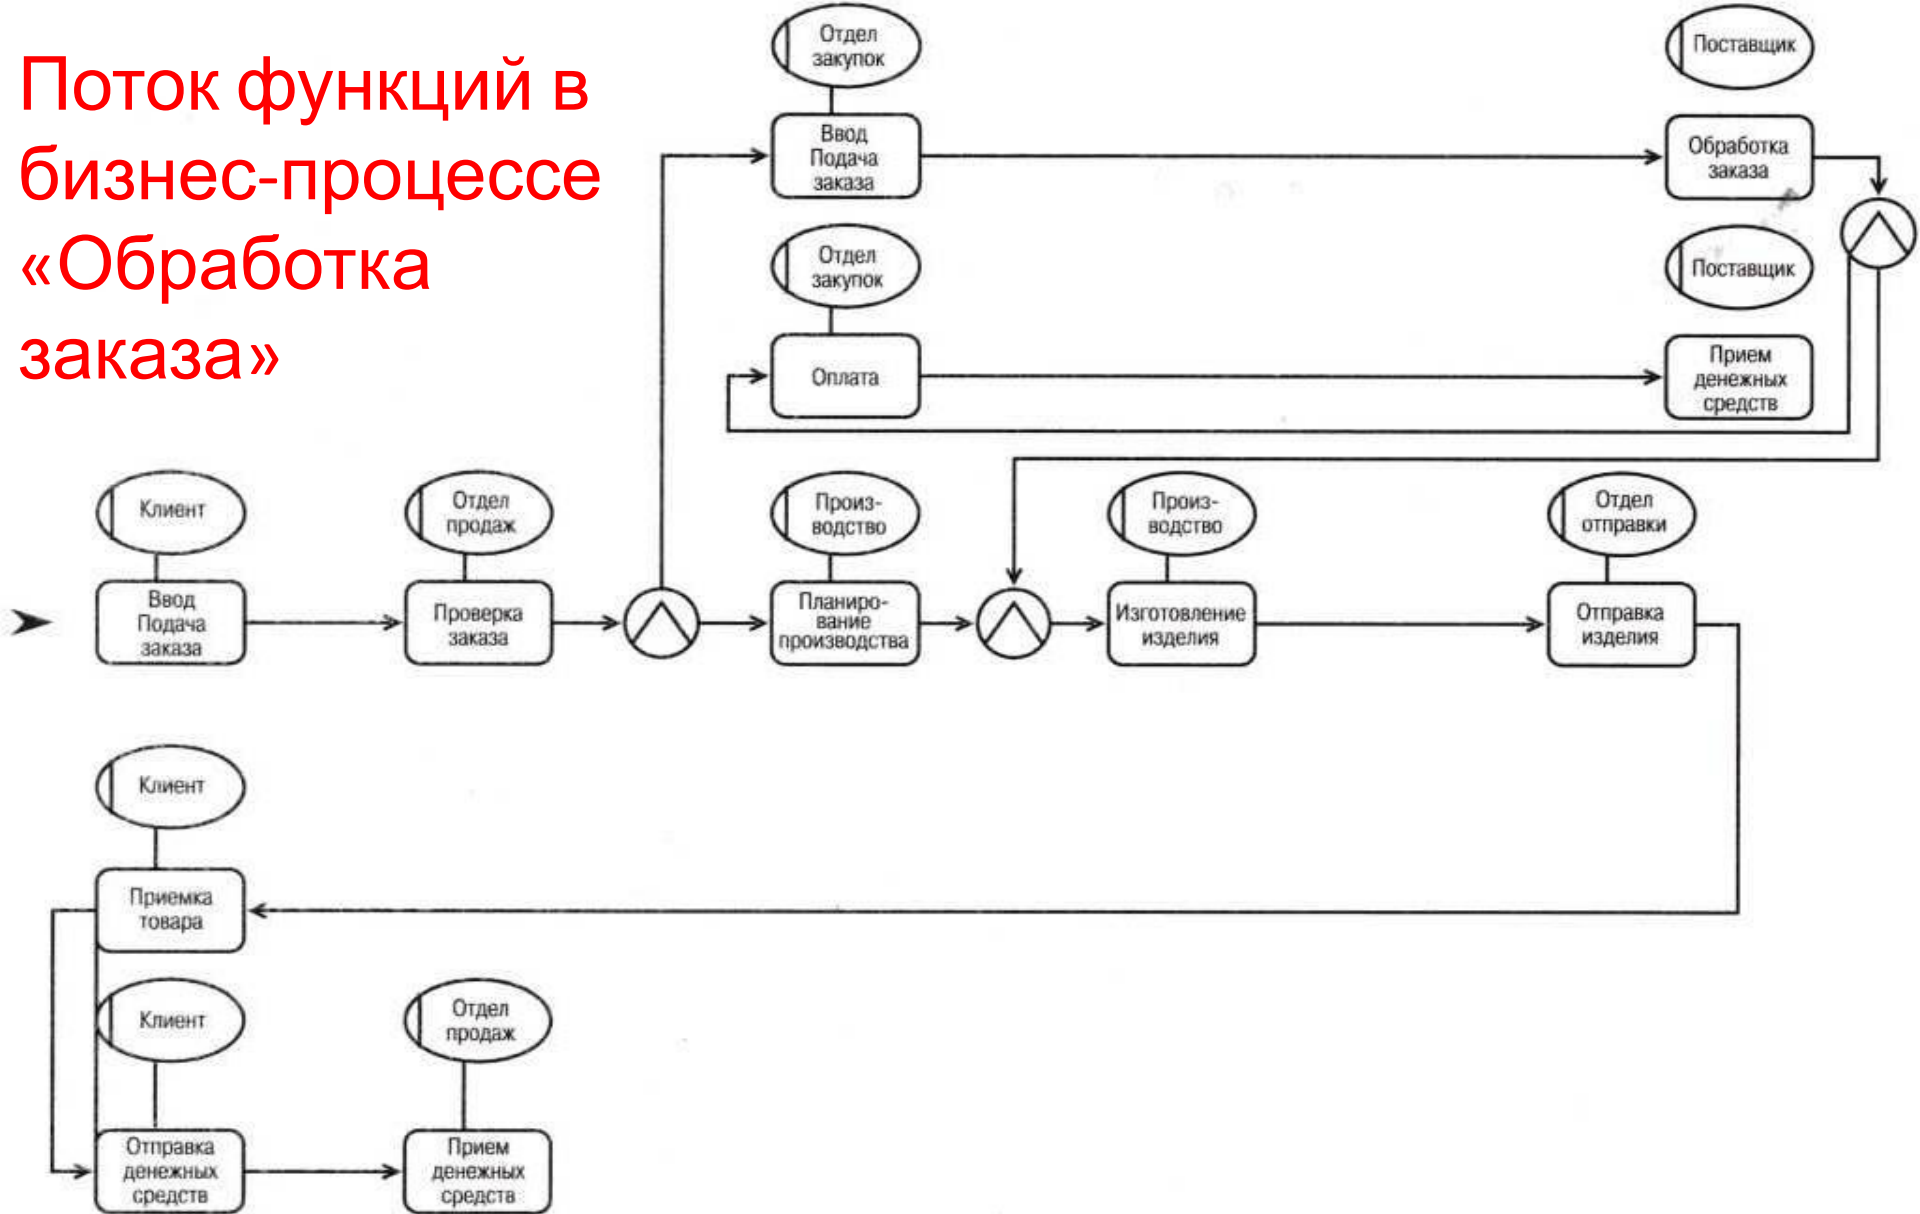 Поток функций в
бизнес-процессе
«Обработка
заказа»
Отдел
закупок
Поставщик
Ввод
Подача
заказа
Обработка
заказа
Отдел
закупок
Поставщик
Оплата
Прием
денежных
средств
Клиент
Отдел
продаж
Произ-
водство
Произ-
водство
Отдел
отправки
Ввод
Подача
заказа
Проверка
заказа
Планиро-
вание
производства
Изготовление
изделия
Отправка
изделия
Клиент
Приемка
товара
Клиент
Отдел
продаж
Отправка
денежных
средств
Прием
денежных
средств